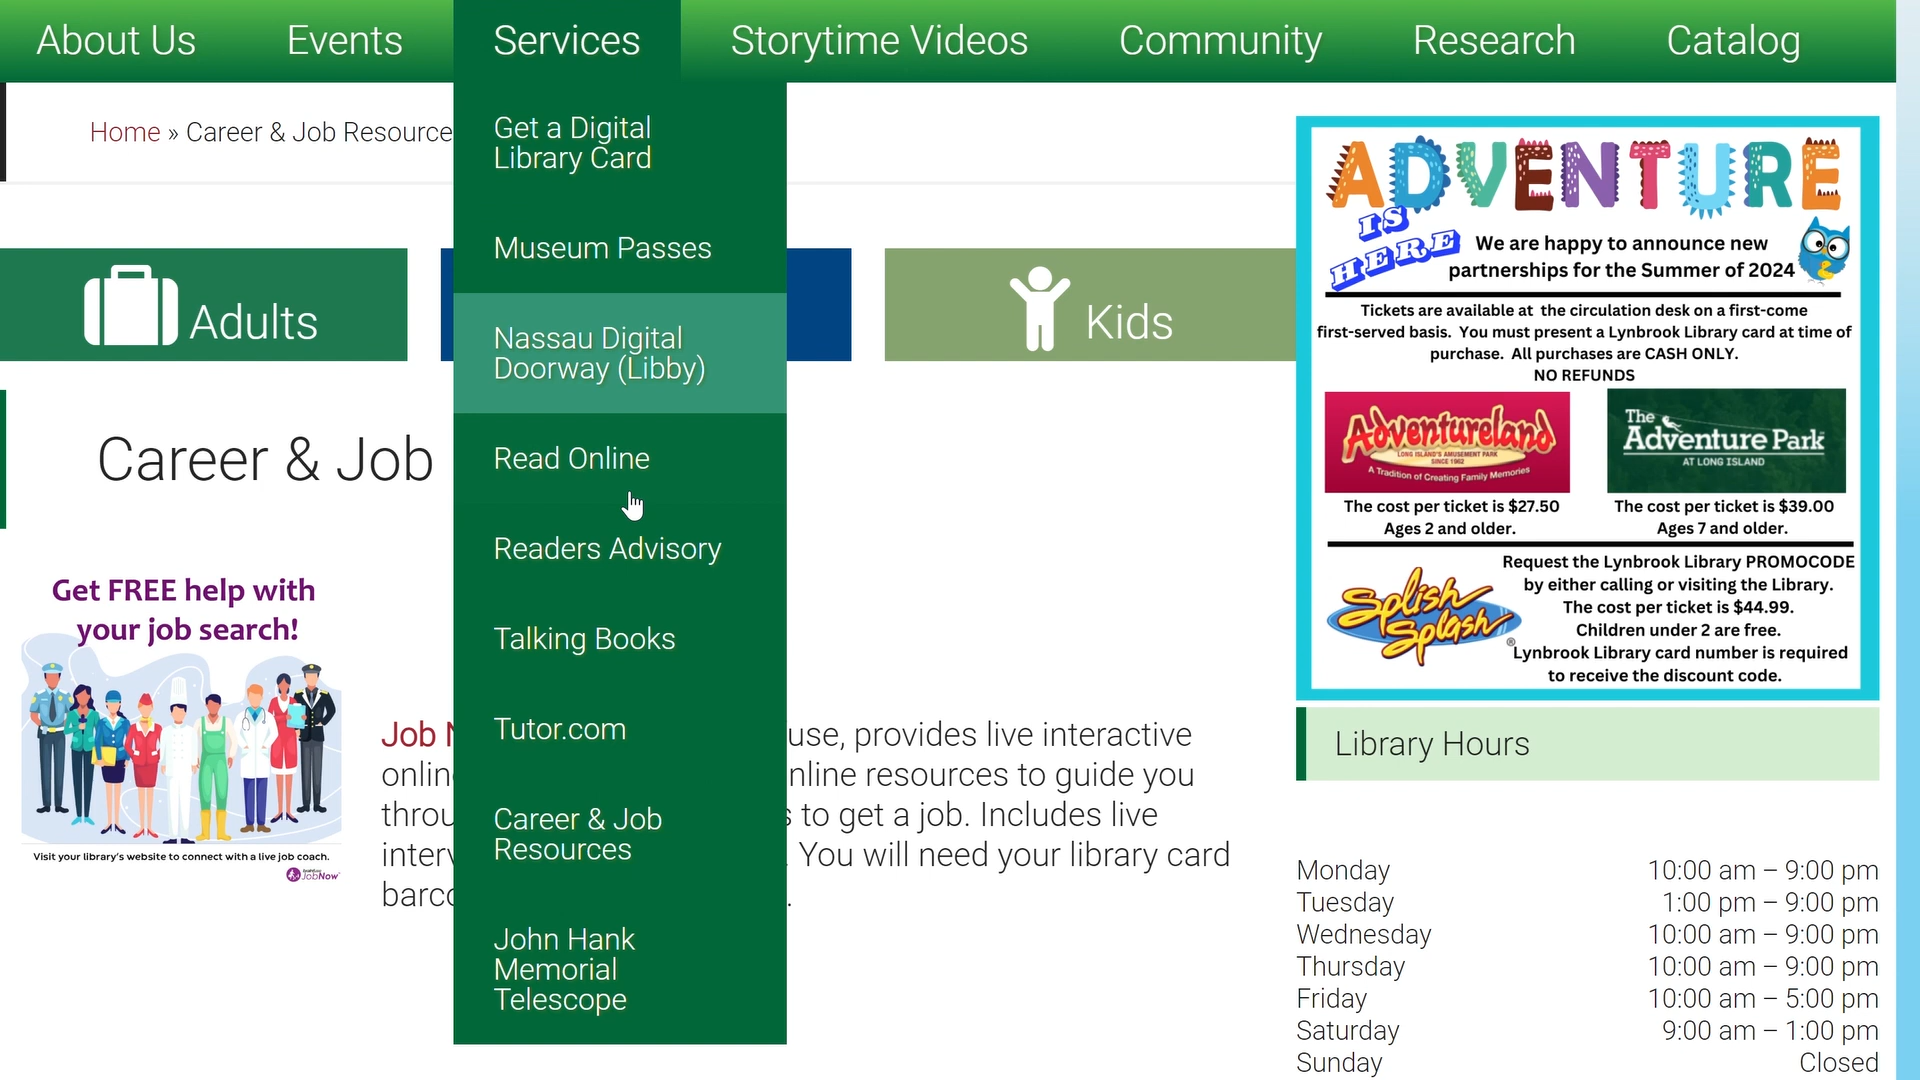 About Us
Events
Services
Storytime Videos
Community
Research
Catalog
Home » Career & Job Resource
Get a Digital
Library Card
Museum Passes
Nassau Digital
Doorway (Libby)
Read Online
Readers Advisory
Talking Books
Tutor.com
Career & Job
Resources
John Hank
Memorial
Telescope
Adults
Kids
Career & Job
Get FREE help with
your job search!
Visit your library's website to connect with a live job coach.
JobNow
Job
use, provides live interactive
nline resources to guide you
to get a job. Includes live
You will need your library card
ADVENTURE
IS
HERE
We are happy to announce new
partnerships for the Summer of 2024
Tickets are available at the circulation desk on a first-come
first-served basis. You must present a Lynbrook Library card at time of
purchase. All purchases are CASH ONLY.
NO REFUNDS
Adventureland
LONG ISLAND'S AMUSEMENT PARK
SINCE 1962
A Tradition of Creating Family Memories
The cost per ticket is $27.50
Ages 2 and older.
The
Adventure Park
AT LONG ISLAND
The cost per ticket is $39.00
Ages 7 and older.
Splish
Splash®
Request the Lynbrook Library PROMOCODE
by either calling or visiting the Library.
The cost per ticket is $44.99.
Children under 2 are free.
Lynbrook Library card number is required
to receive the discount code.
Library Hours
Monday 10:00 am – 9:00 pm
Tuesday 1:00 pm – 9:00 pm
Wednesday 10:00 am – 9:00 pm
Thursday 10:00 am – 9:00 pm
Friday 10:00 am – 5:00 pm
Saturday 9:00 am – 1:00 pm
Sunday Closed